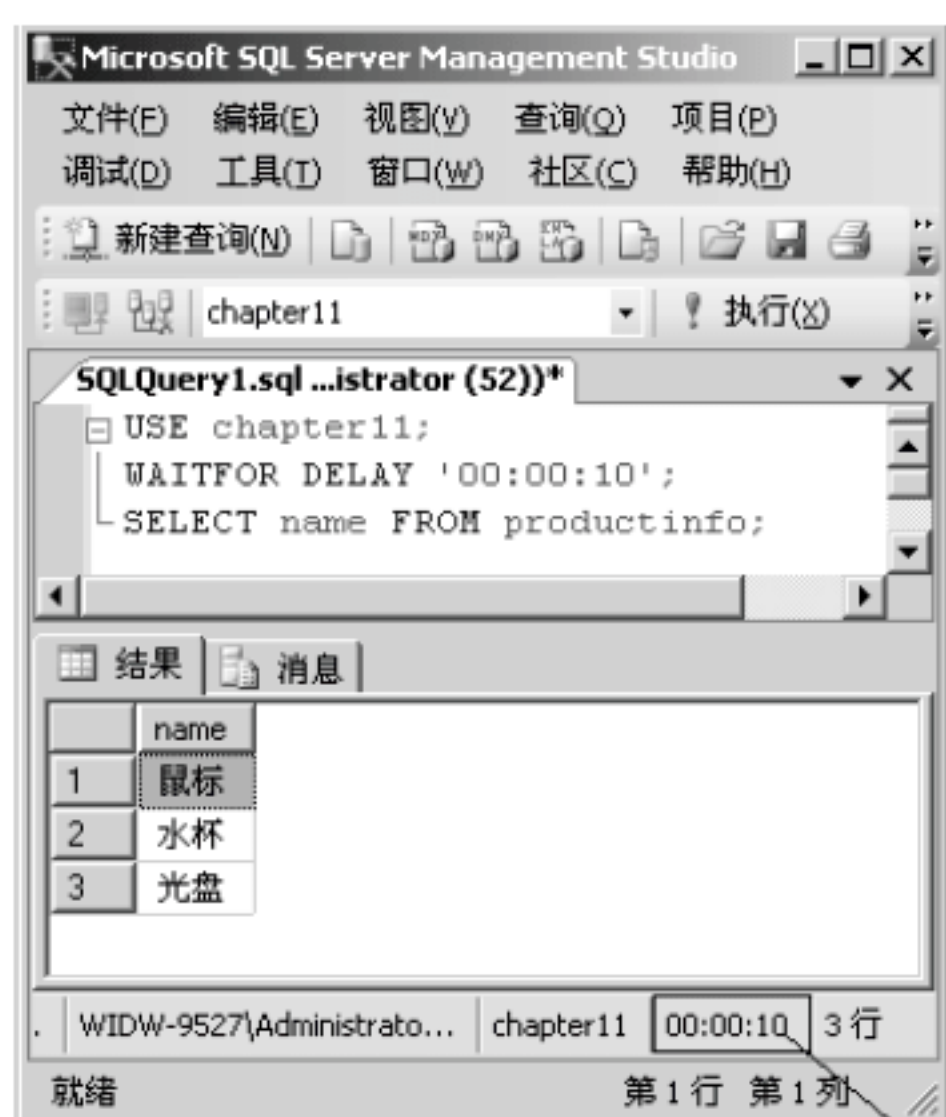 Microsoft SQL Server Management Studio
文件(F) 编辑(E) 视图(V) 查询(Q) 项目(P)
调试(D) 工具(T) 窗口(W) 社区(C) 帮助(H)
新建查询(N)
chapter11 执行(X)
SQLQuery1.sql ...istrator (52))*
USE chapter11;
WAITFOR DELAY '00:00:10';
SELECT name FROM productinfo;
结果 消息
name
1 鼠标
2 水杯
3 光盘
. WIDW-9527\Administrato... chapter11 00:00:10 3 行
就绪 第 1 行 第 1 列